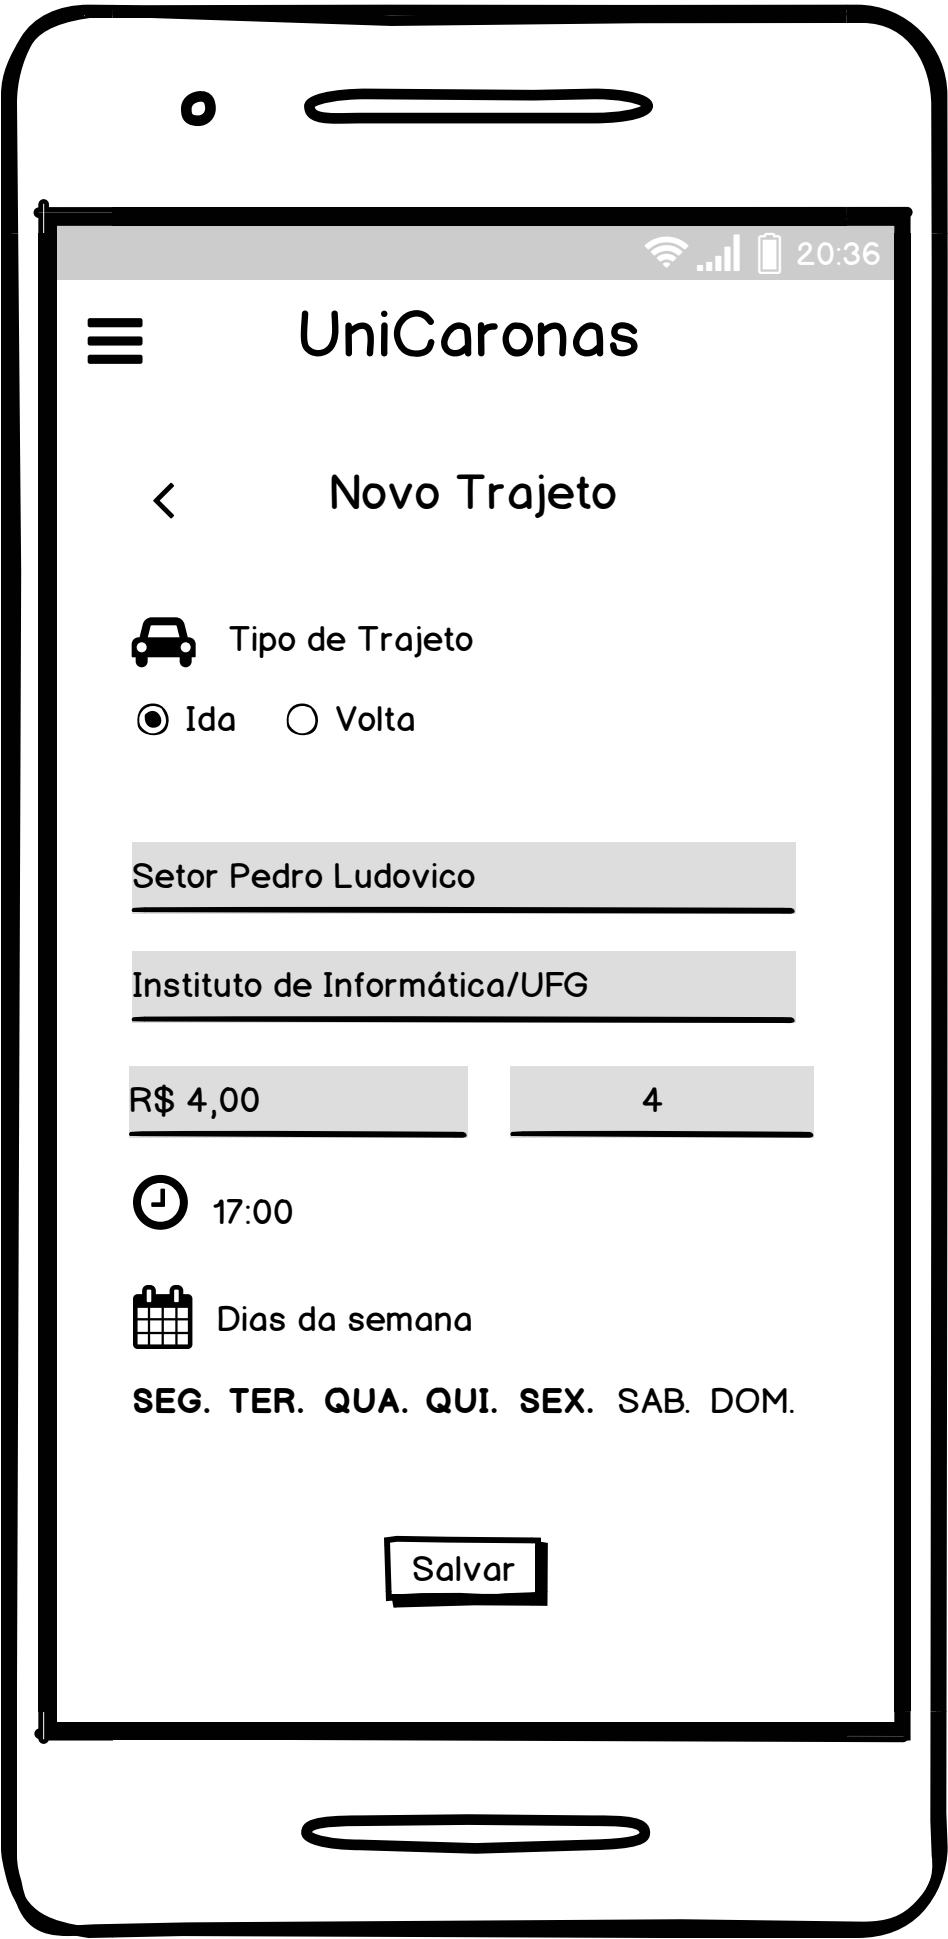 20:36
UniCaronas
Novo Trajeto
Tipo de Trajeto
Ida Volta
Setor Pedro Ludovico
Instituto de Informática/UFG
R$ 4,00 4
17:00
Dias da semana
SEG. TER. QUA. QUI. SEX. SAB. DOM.
Salvar